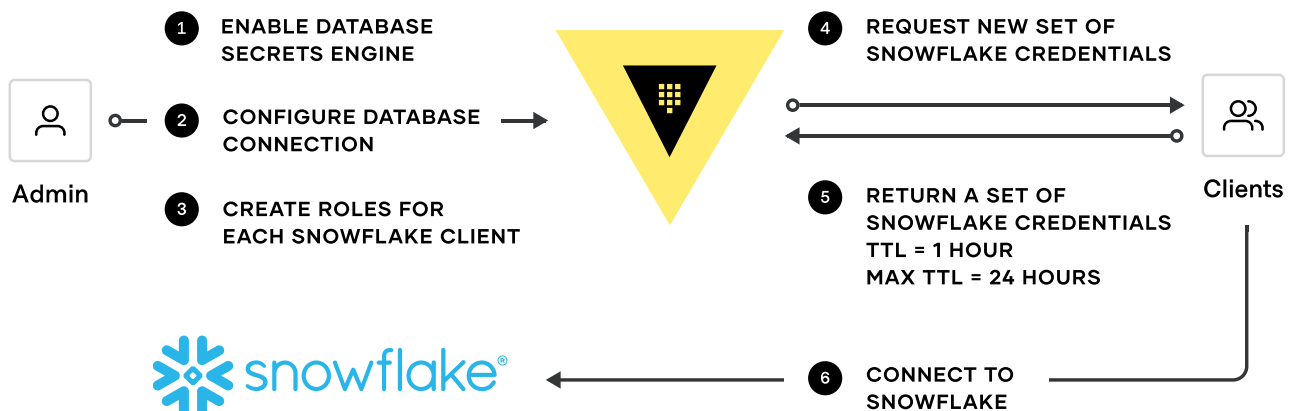 1
ENABLE DATABASE
SECRETS ENGINE
2
CONFIGURE DATABASE
CONNECTION
3
CREATE ROLES FOR
EACH SNOWFLAKE CLIENT
Admin
4
REQUEST NEW SET OF
SNOWFLAKE CREDENTIALS
5
RETURN A SET OF
SNOWFLAKE CREDENTIALS
TTL = 1 HOUR
MAX TTL = 24 HOURS
Clients
6
CONNECT TO
SNOWFLAKE
snowflake®